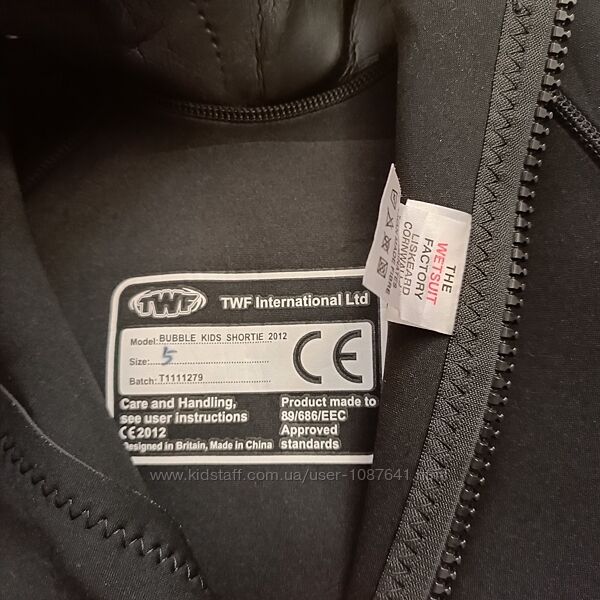 TWF
TWF International Ltd
Model: BUBBLE KIDS SHORTIE 2012
Size: 5
Batch: T1111279
CE
Care and Handling,
see user instructions
CE2012
Designed in Britain, Made in China
Product made to
89/686/EEC
Approved
standards
THE
WETSUIT
FACTORY
LISKEARD
CORNWALL
www.kidstaff.com.ua/user-1087641